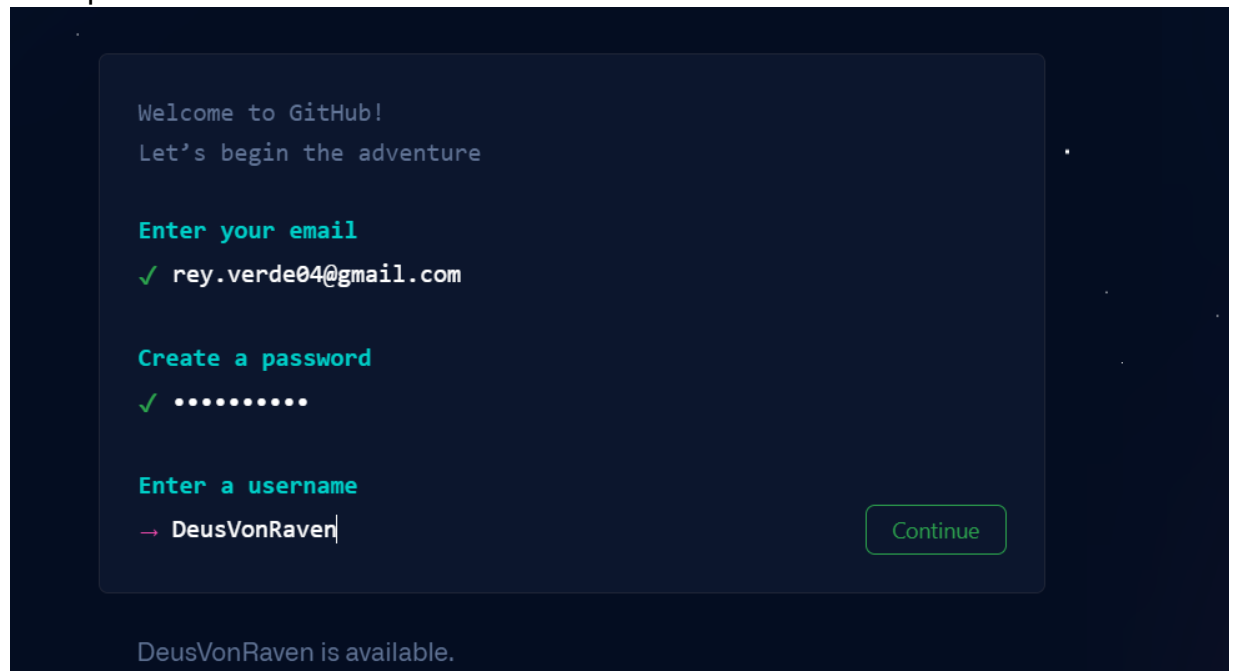 Welcome to GitHub!
Let’s begin the adventure
Enter your email
✓ rey.verde04@gmail.com
Create a password
✓ ••••••••••
Enter a username
→ DeusVonRaven
Continue
DeusVonRaven is available.